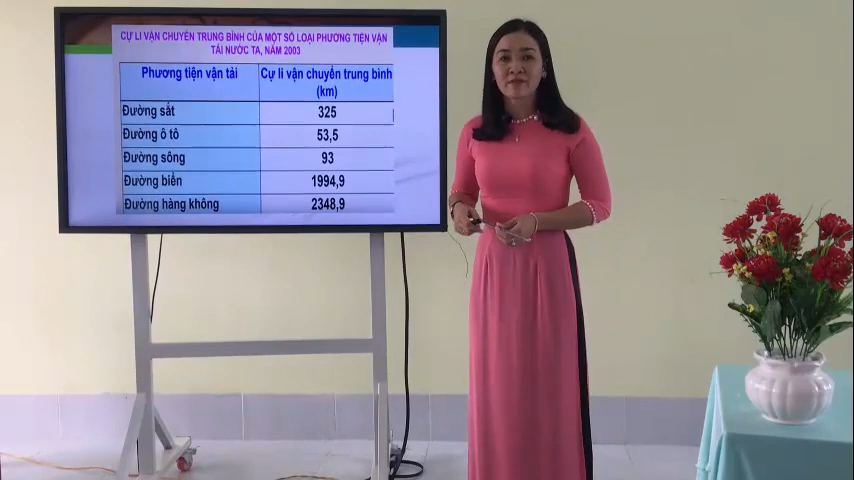 CỰ LI VẬN CHUYỂN TRUNG BÌNH CỦA MỘT SỐ LOẠI PHƯƠNG TIỆN VẬN
TẢI NƯỚC TA, NĂM 2003
Phương tiện vận tải
Cự li vận chuyển trung bình
(km)
Đường sắt 325
Đường ô tô 53,5
Đường sông 93
Đường biển 1994,9
Đường hàng không 2348,9